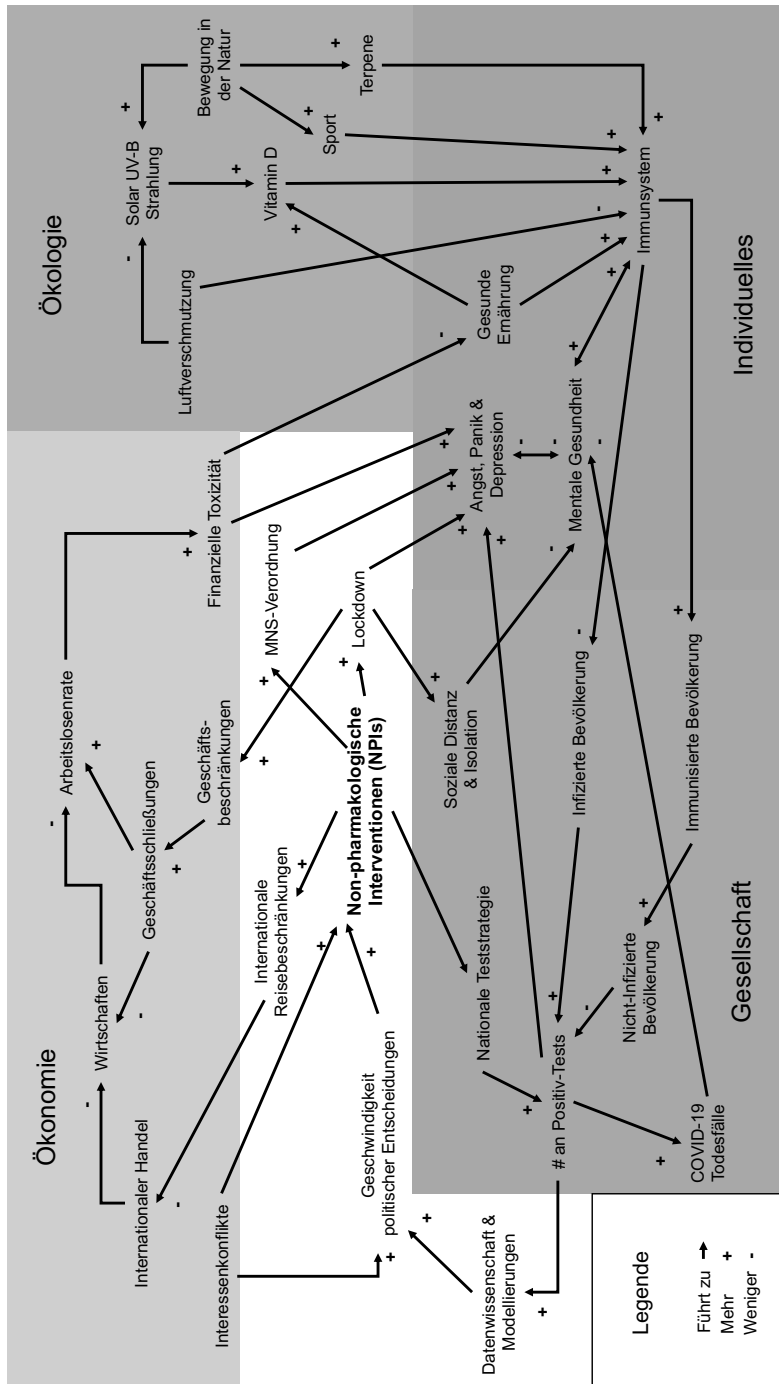 Ökonomie
Ökologie
Internationaler Handel
Wirtschaften
Geschäftsschließungen
Arbeitslosenrate
Luftverschmutzung
Solar UV-B
Strahlung
Bewegung in
der Natur
Interessenkonflikte
Geschäfts-
beschränkungen
Finanzielle Toxizität
Internationale
Reisebeschränkungen
MNS-Verordnung
Vitamin D
Sport
Terpene
Geschwindigkeit
politischer Entscheidungen
Non-pharmakologische
Interventionen (NPIs)
Lockdown
Datenwissenschaft &
Modellierungen
Nationale Teststrategie
Soziale Distanz
& Isolation
Angst, Panik &
Depression
Gesunde
Ernährung
# an Positiv-Tests
Infizierte Bevölkerung
Mentale Gesundheit
Immunsystem
Nicht-Infizierte
Bevölkerung
Immunisierte Bevölkerung
COVID-19
Todesfälle
Gesellschaft
Individuelles
Legende
Führt zu
Mehr +
Weniger -